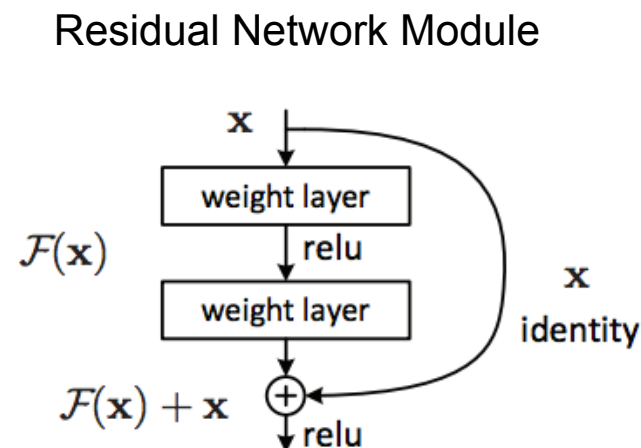 Residual Network Module
x
weight layer
F(x)
relu
weight layer
x
identity
F(x) + x
+
relu